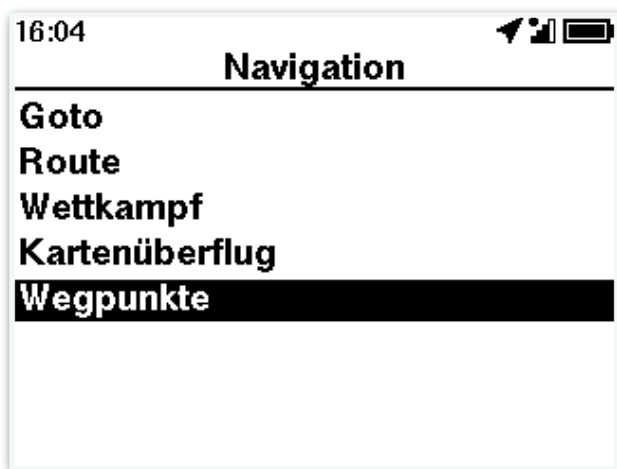 16:04
Navigation
Goto
Route
Wettkampf
Kartenüberflug
Wegpunkte